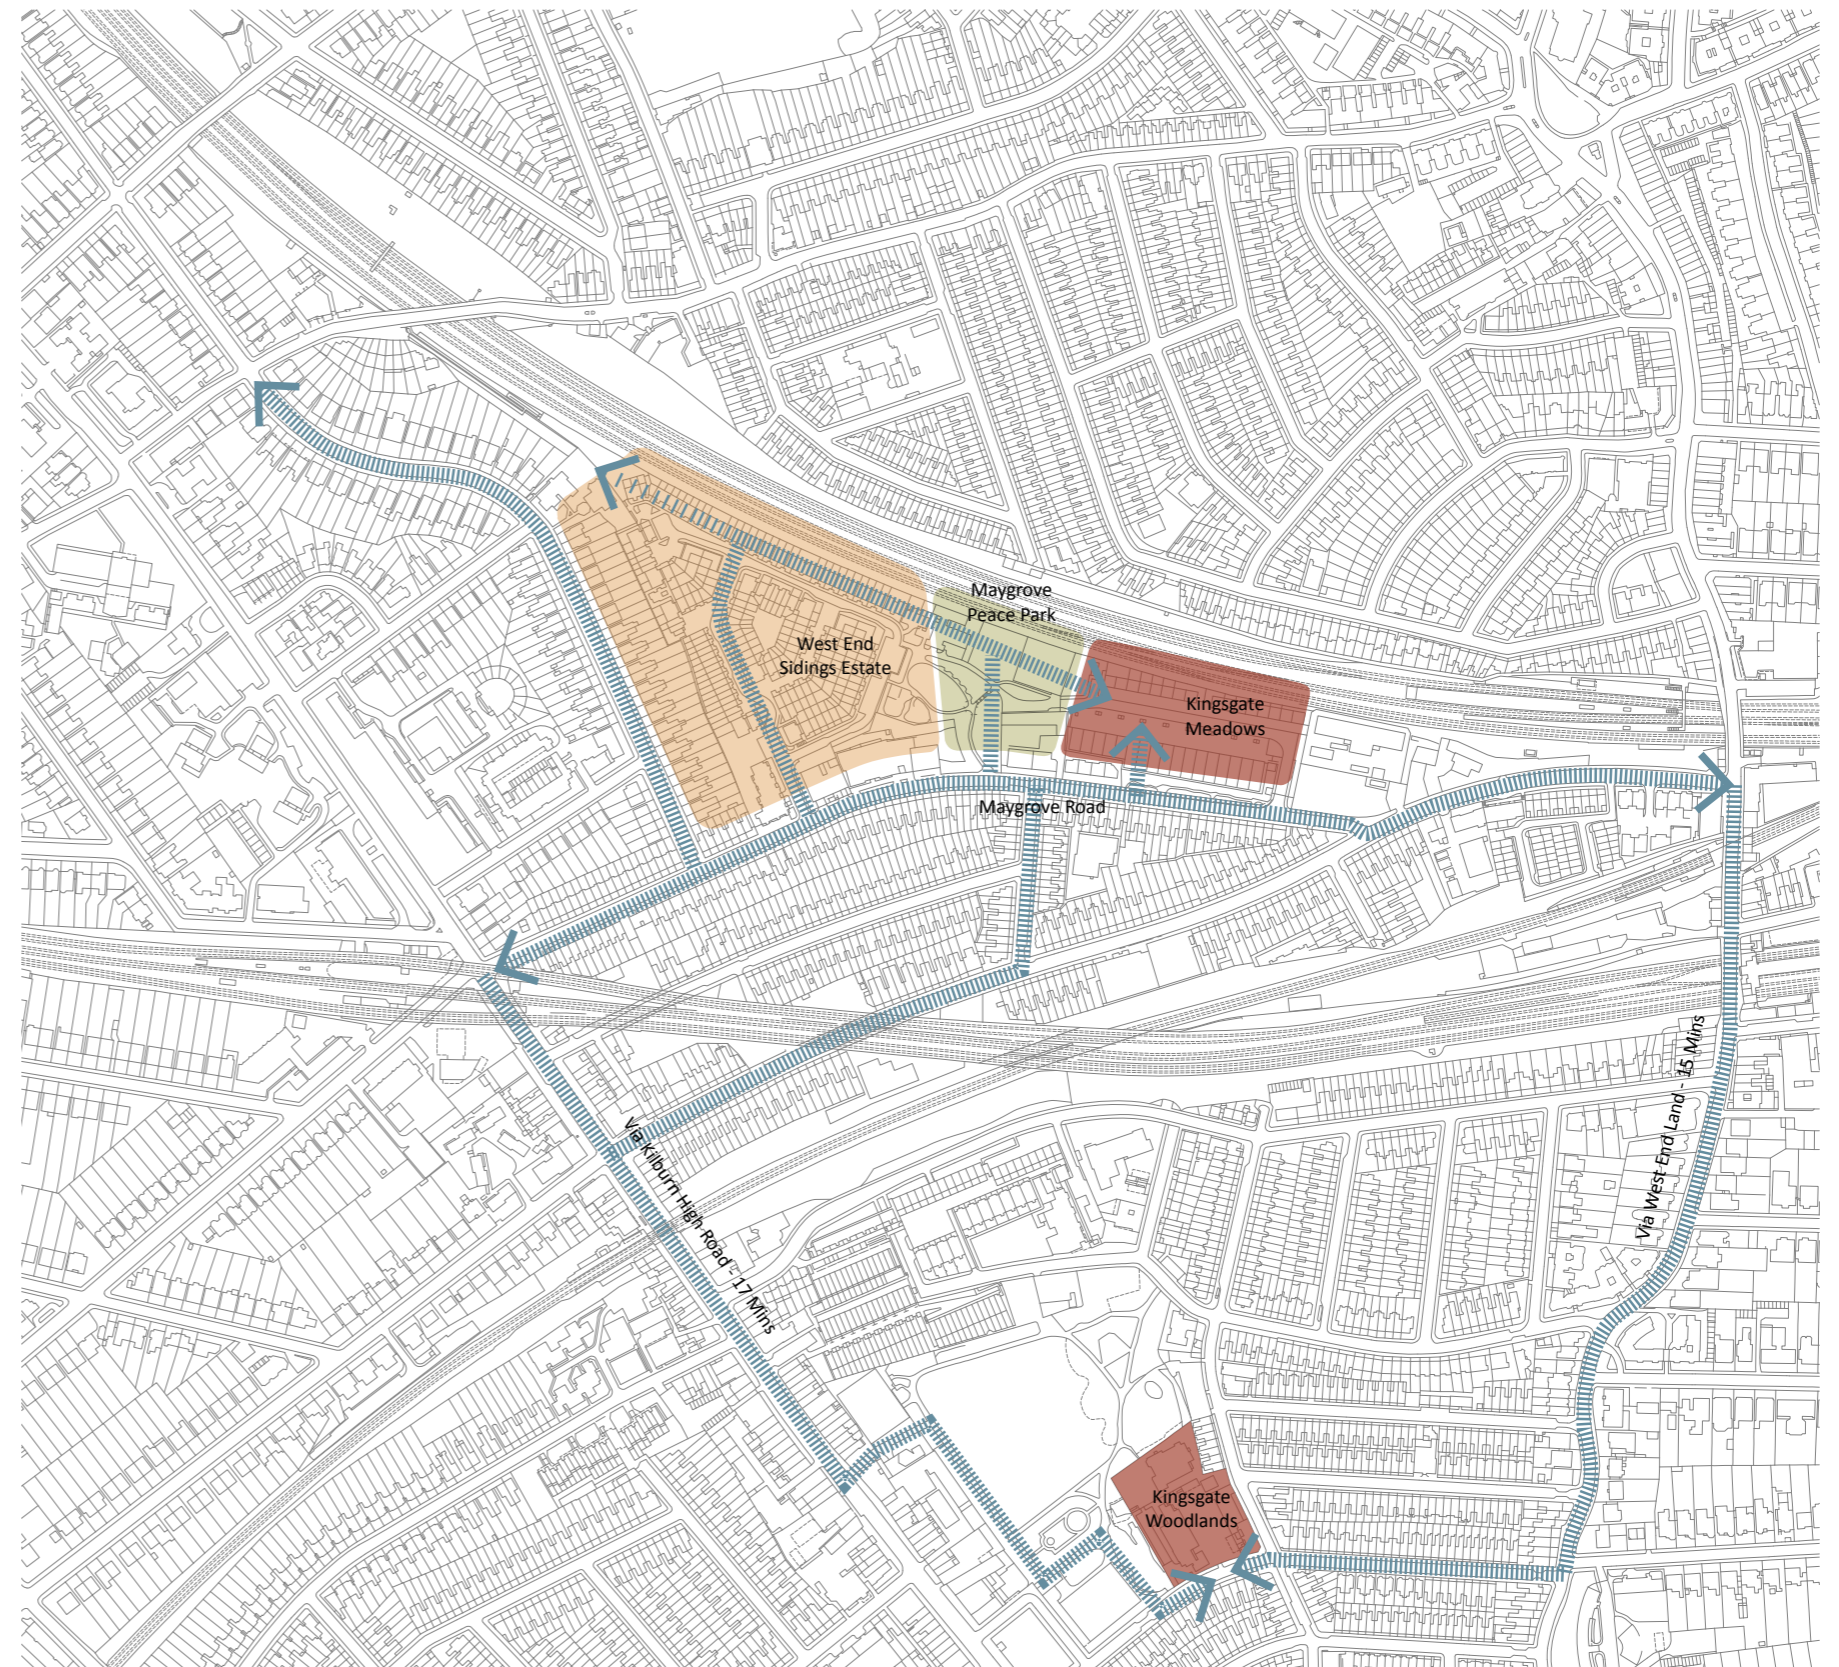 Maygrove
Peace Park
West End
Sidings Estate
Kingsgate
Meadows
Maygrove Road
Via West End Land - 15 Mins
Via Kilburn High Road - 17 Mins
Kingsgate
Woodlands